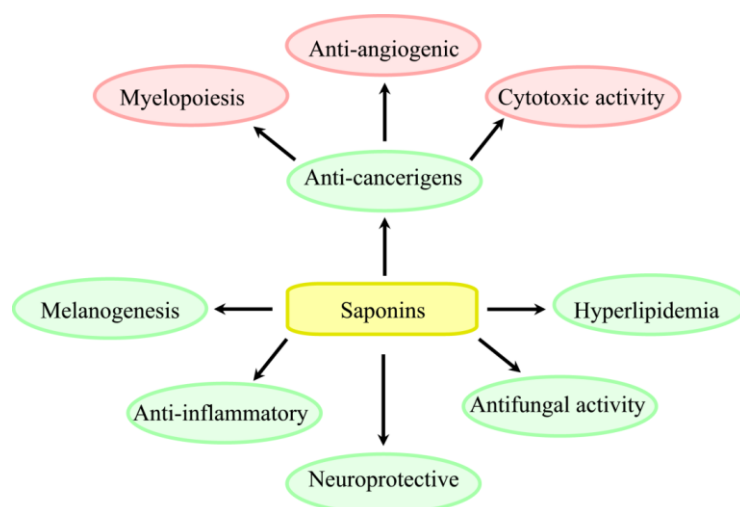 Anti-angiogenic
Myelopoiesis
Cytotoxic activity
Anti-cancerigens
Melanogenesis
Saponins
Hyperlipidemia
Anti-inflammatory
Antifungal activity
Neuroprotective